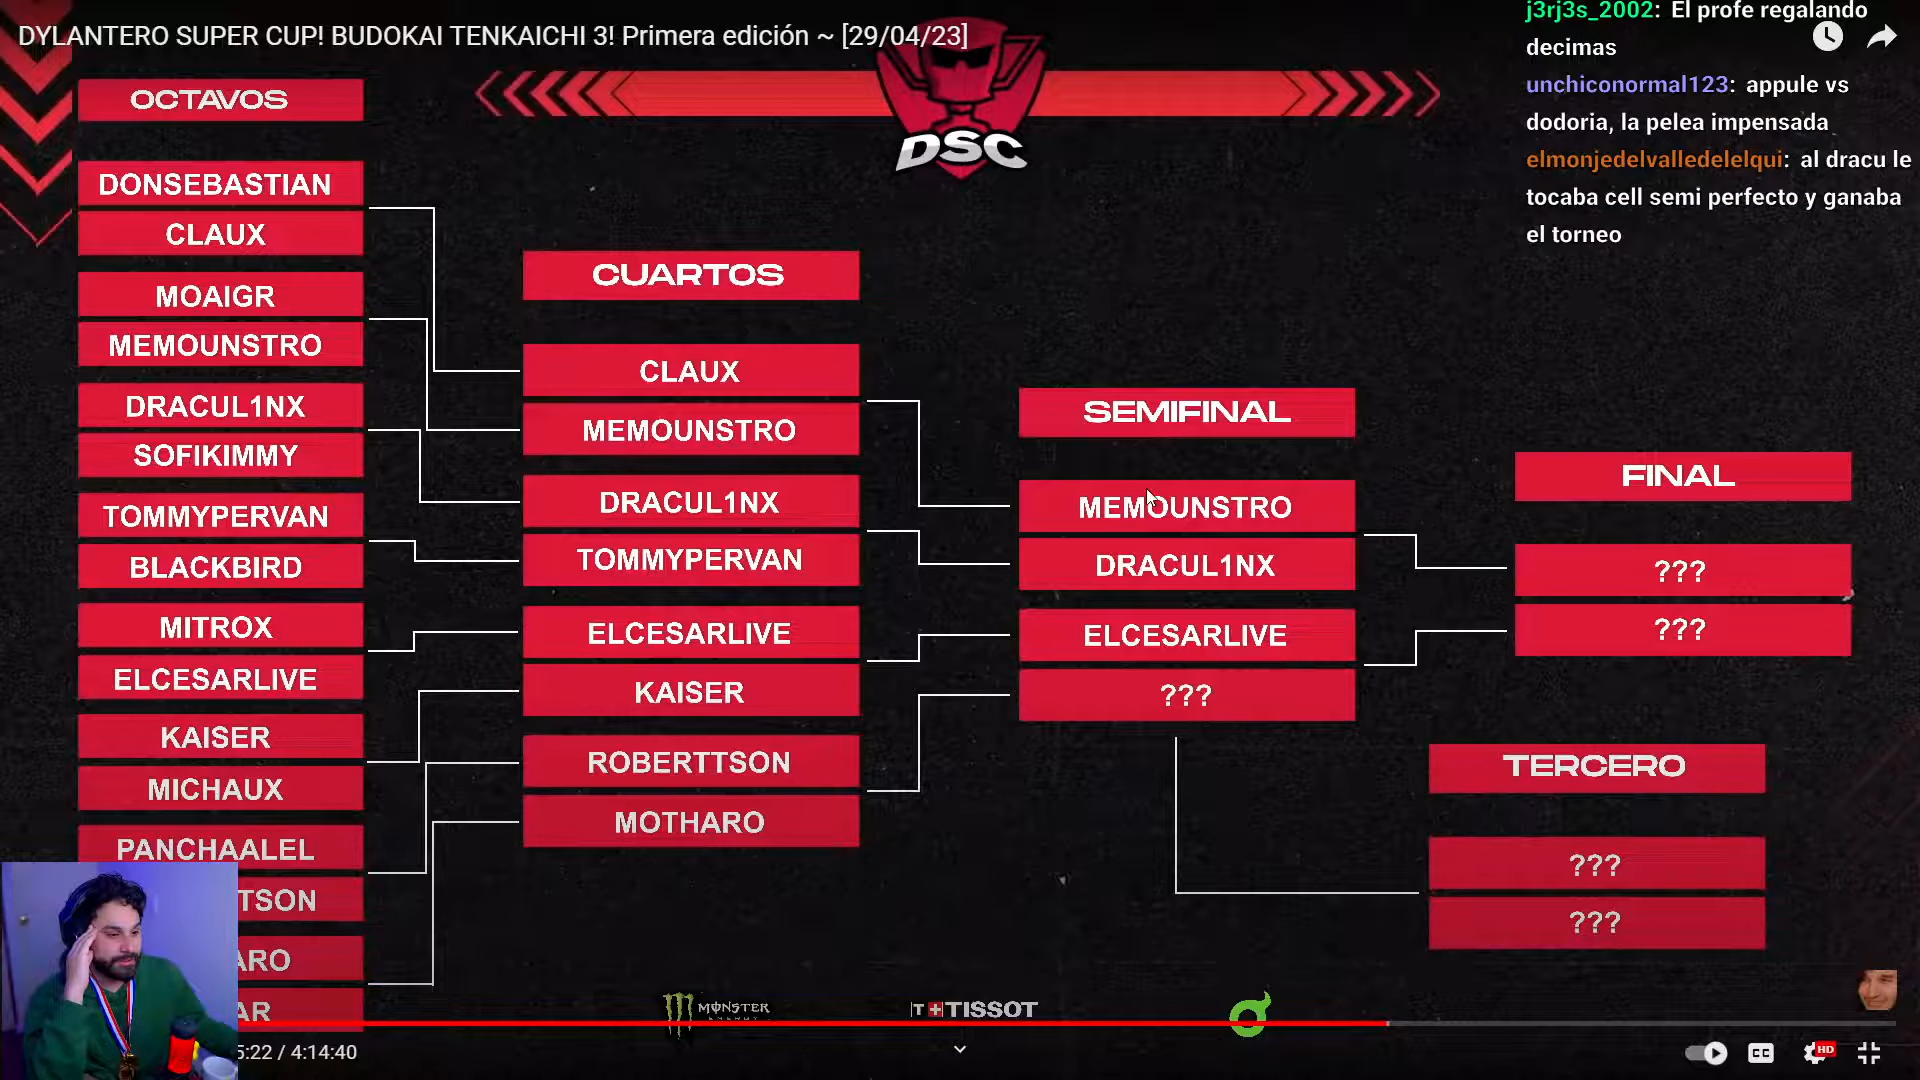 DYLANTERO SUPER CUP! BUDOKAI TENKAICHI 3! Primera edición ~ [29/04/23]
j3rj3s_2002: El profe regalando
decimas
unchiconormal123: appule vs
dodoria, la pelea impensada
elmonjedelvalledelelqui: al dracu le
tocaba cell semi perfecto y ganaba
el torneo
DSC
OCTAVOS
DONSEBASTIAN
CLAUX
MOAIGR
MEMOUNSTRO
DRACUL1NX
SOFIKIMMY
TOMMYPERVAN
BLACKBIRD
MITROX
ELCESARLIVE
KAISER
MICHAUX
PANCHAALEL
TSON
ARO
AR
CUARTOS
CLAUX
MEMOUNSTRO
DRACUL1NX
TOMMYPERVAN
ELCESARLIVE
KAISER
ROBERTTSON
MOTHARO
SEMIFINAL
MEMOUNSTRO
DRACUL1NX
ELCESARLIVE
???
FINAL
???
???
TERCERO
???
???
MONSTER
ENERGY
T+TISSOT
5:22 / 4:14:40
CC
HD